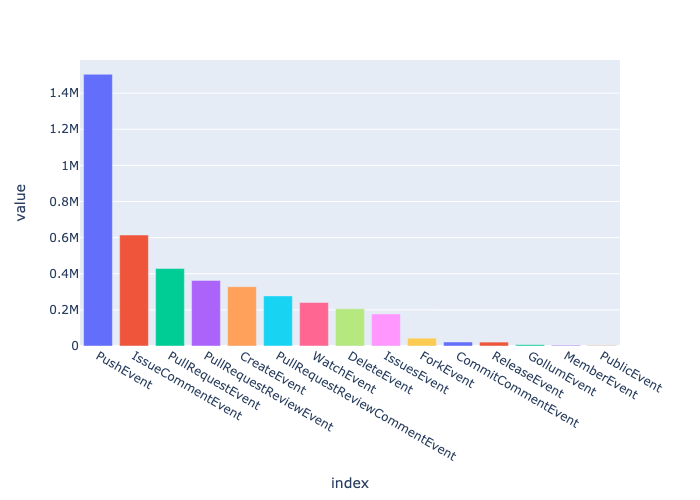 value
1.4M
1.2M
1M
0.8M
0.6M
0.4M
0.2M
0
PushEvent
IssueCommentEvent
PullRequestEvent
PullRequestReviewEvent
CreateEvent
PullRequestReviewCommentEvent
WatchEvent
DeleteEvent
IssuesEvent
ForkEvent
CommitCommentEvent
ReleaseEvent
GollumEvent
MemberEvent
PublicEvent
index